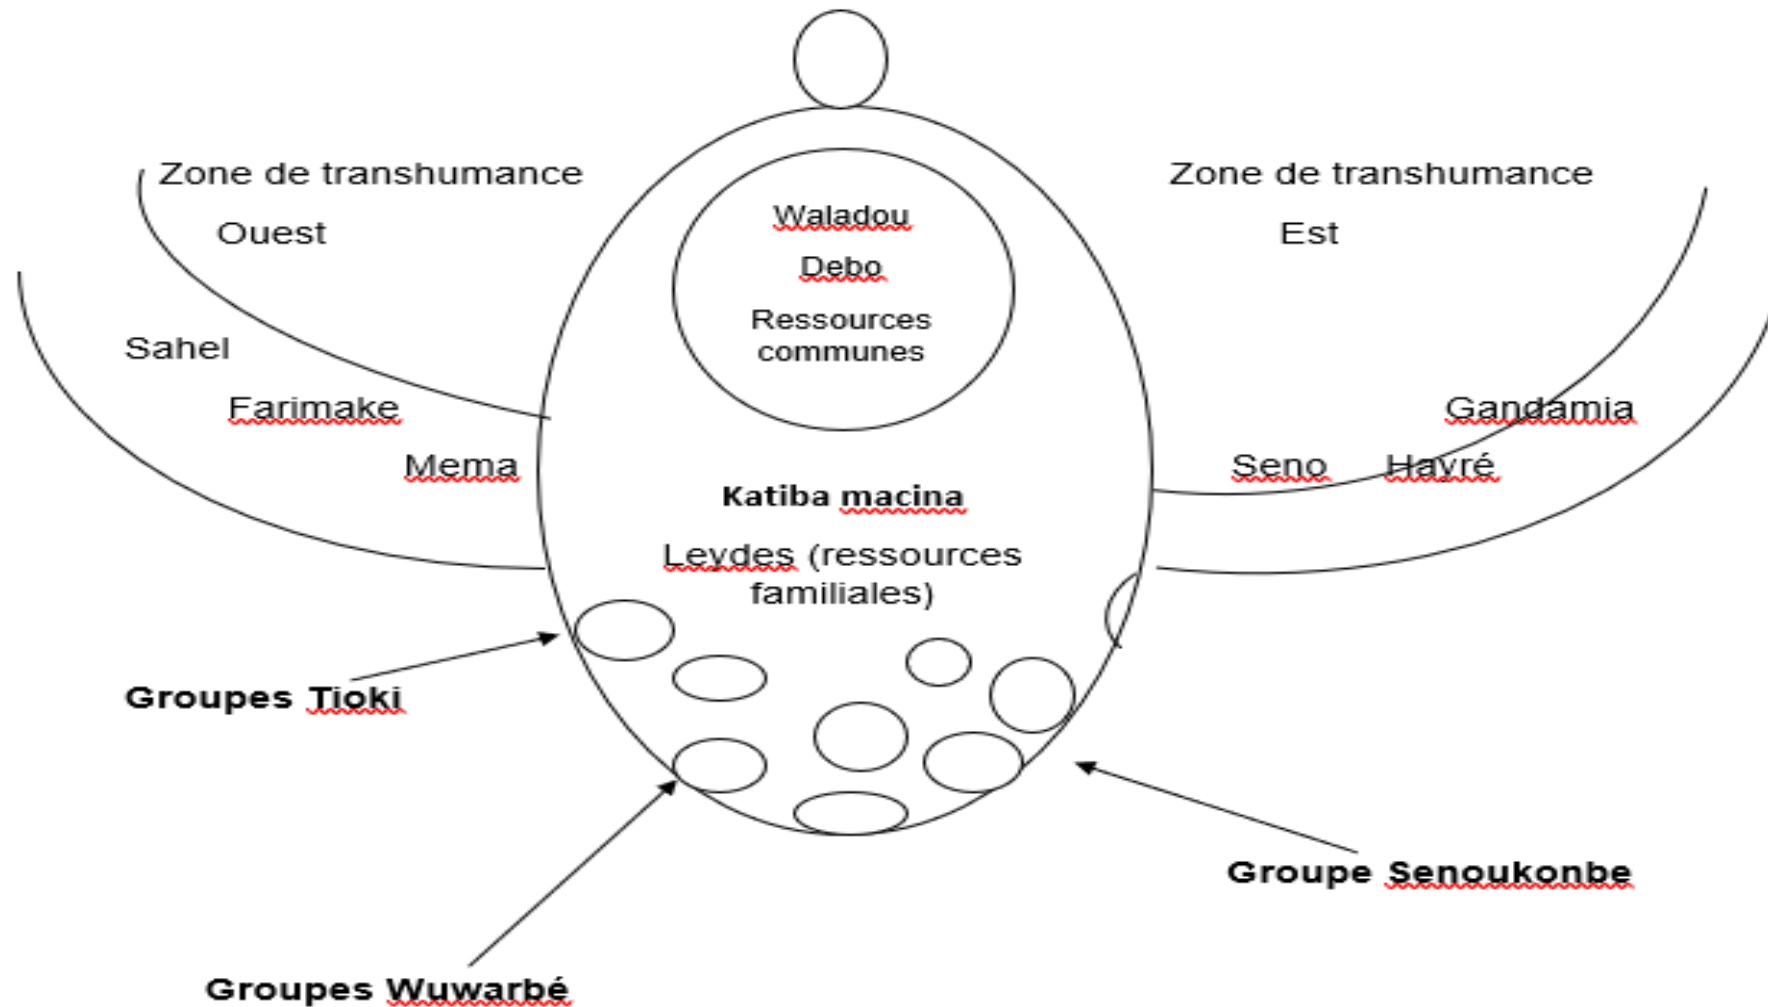 Zone de transhumance
Ouest
Zone de transhumance
Est
Waladou
Debo
Ressources
communes
Sahel
Farimake
Mema
Gandamia
Seno Hayré
Katiba macina
Leydes (ressources
familiales)
Groupes Tioki
Groupe Senoukonbe
Groupes Wuwarbé